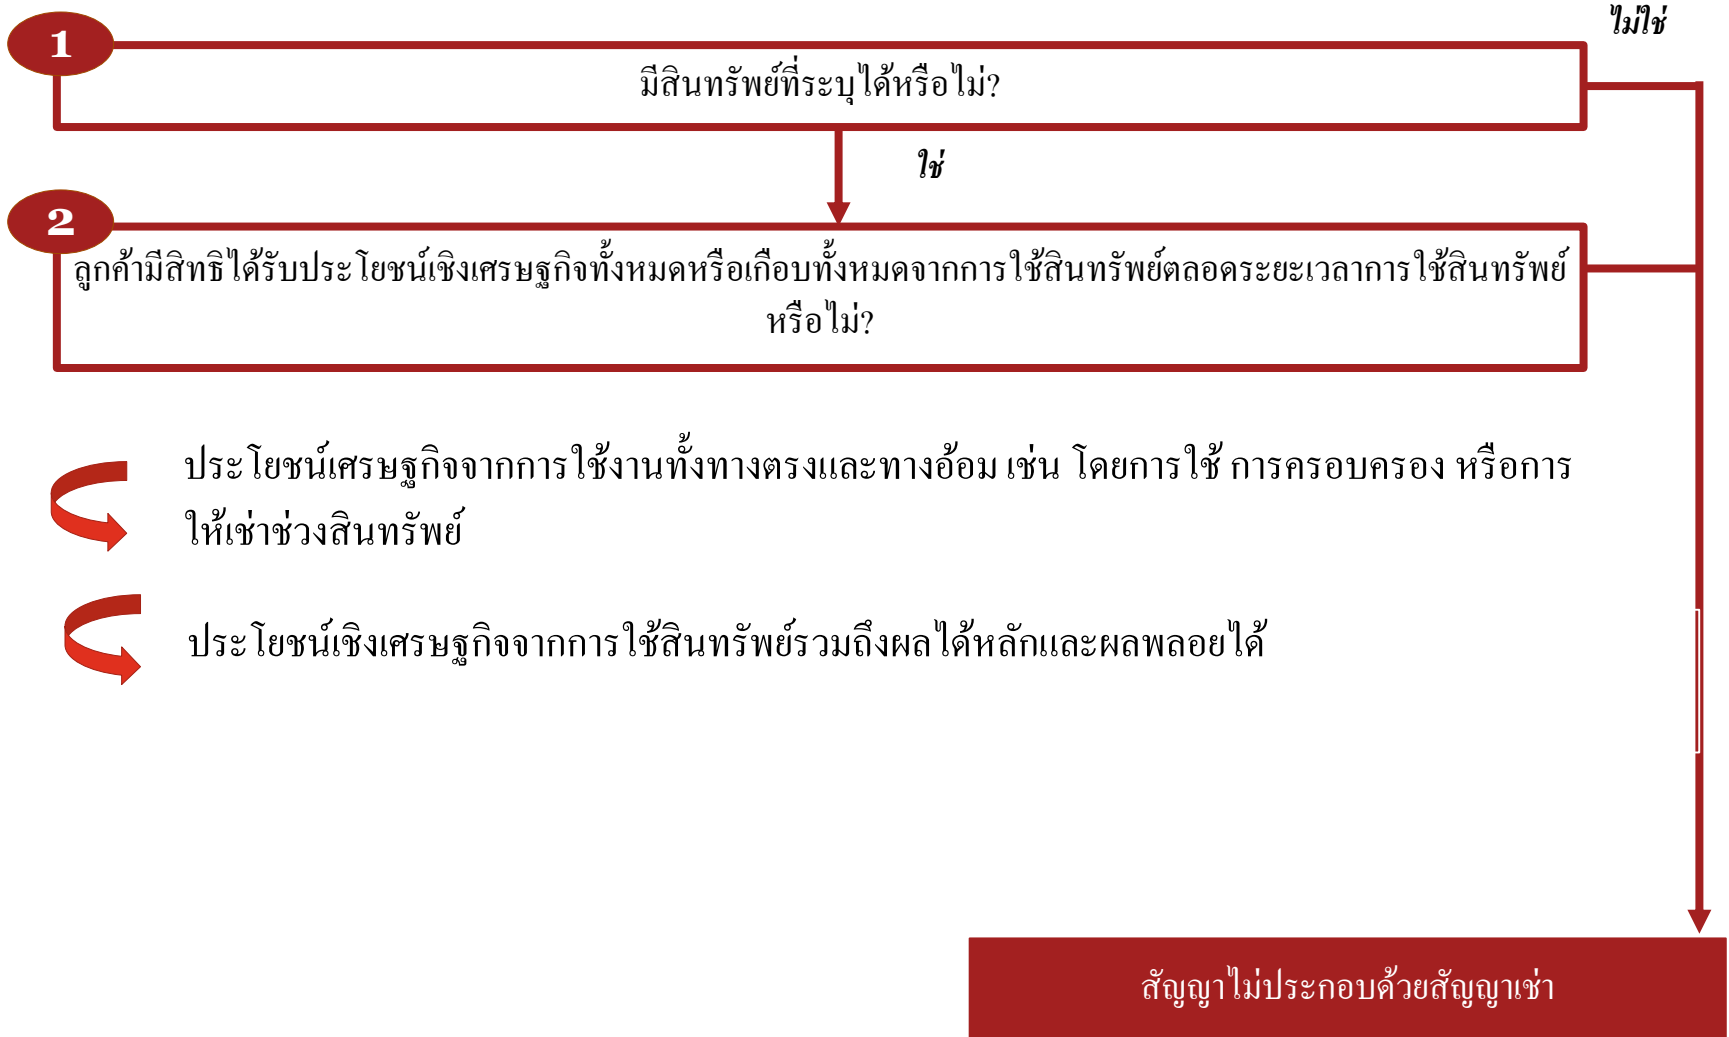 ไม่ใช่
1
มีสินทรัพย์ที่ระบุได้หรือไม่?
ใช่
2
ลูกค้ามีสิทธิได้รับประโยชน์เชิงเศรษฐกิจทั้งหมดหรือเกือบทั้งหมดจากการใช้สินทรัพย์ตลอดระยะเวลาการใช้สินทรัพย์
หรือไม่?
ประโยชน์เศรษฐกิจจากการใช้งานทั้งทางตรงและทางอ้อม เช่น โดยการใช้ การครอบครอง หรือการ
ให้เช่าช่วงสินทรัพย์
ประโยชน์เชิงเศรษฐกิจจากการใช้สินทรัพย์รวมถึงผลได้หลักและผลพลอยได้
สัญญาไม่ประกอบด้วยสัญญาเช่า